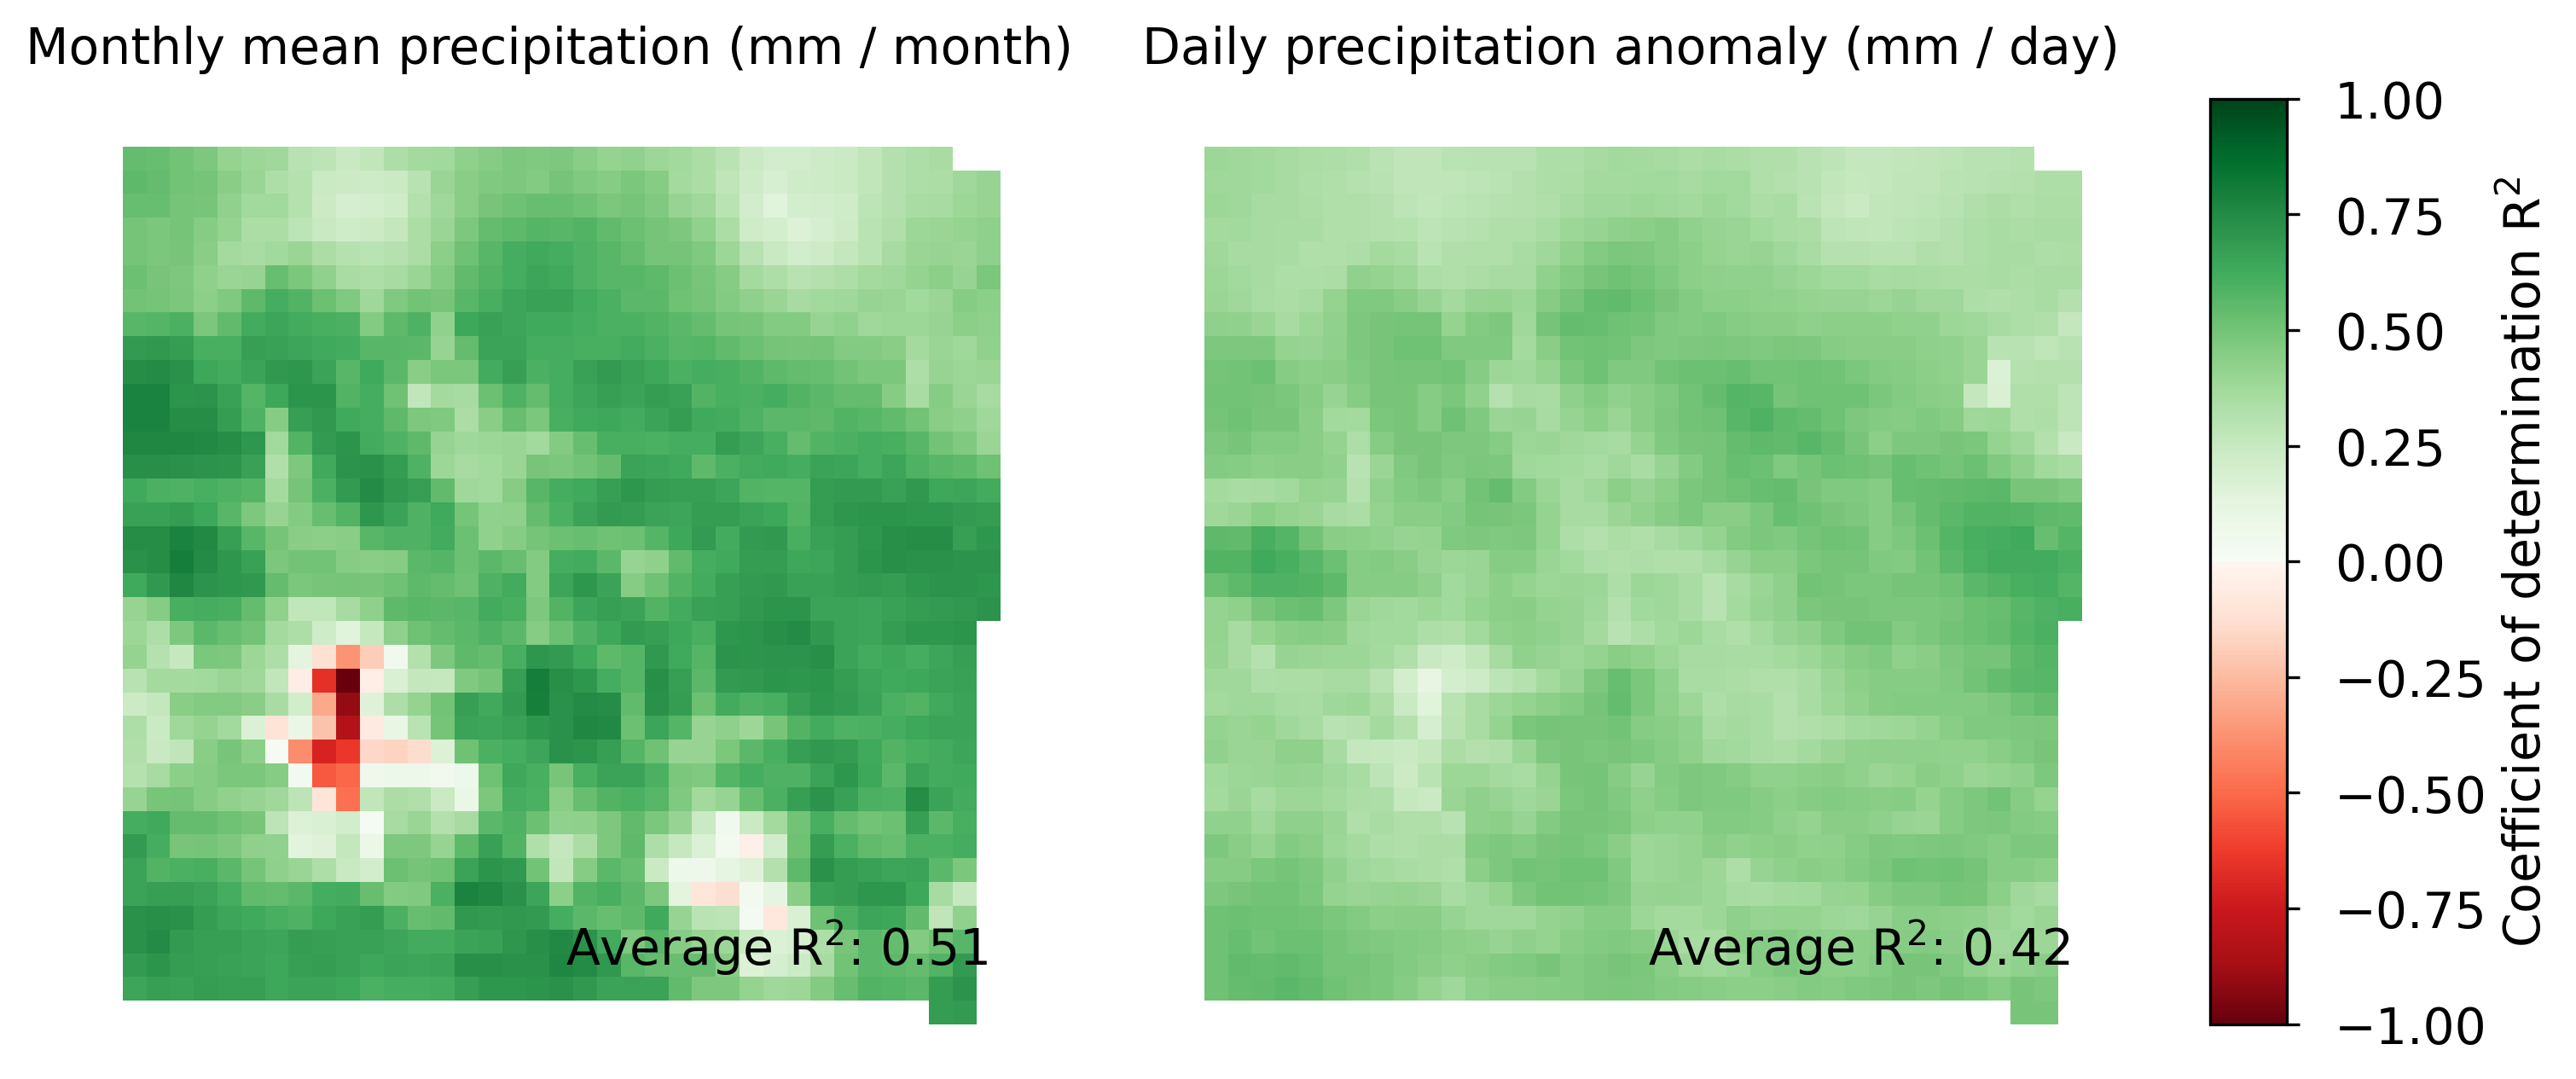 Monthly mean precipitation (mm / month)
Daily precipitation anomaly (mm / day)
Average R²: 0.51
Average R²: 0.42
1.00
0.75
0.50
0.25
0.00
−0.25
−0.50
−0.75
−1.00
Coefficient of determination R²